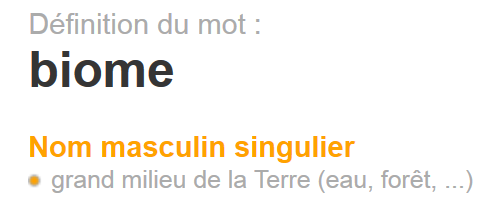 Définition du mot :
biome
Nom masculin singulier
grand milieu de la Terre (eau, forêt, ...)